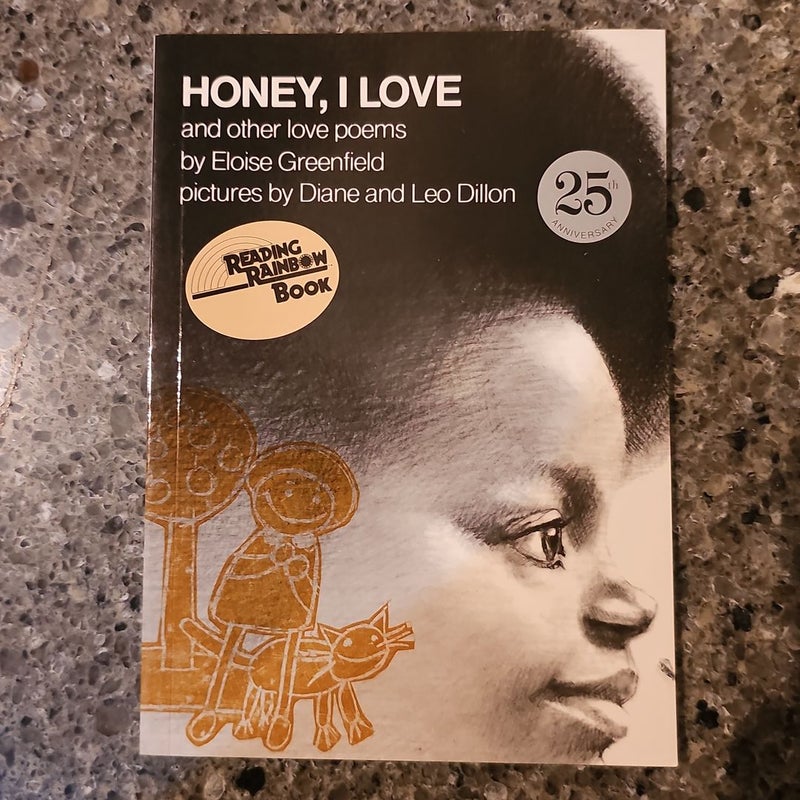 HONEY, I LOVE
and other love poems
by Eloise Greenfield
pictures by Diane and Leo Dillon
25th
ANNIVERSARY
READING
RAINBOW
BOOK